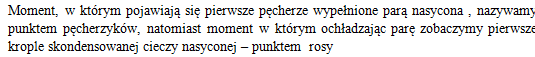 Moment, w którym pojawiają się pierwsze pęcherze wypełnione parą nasycona , nazywamy
punktem pęcherzyków, natomiast moment w którym ochładzając parę zobaczymy pierwsze
krople skondensowanej cieczy nasyconej – punktem rosy